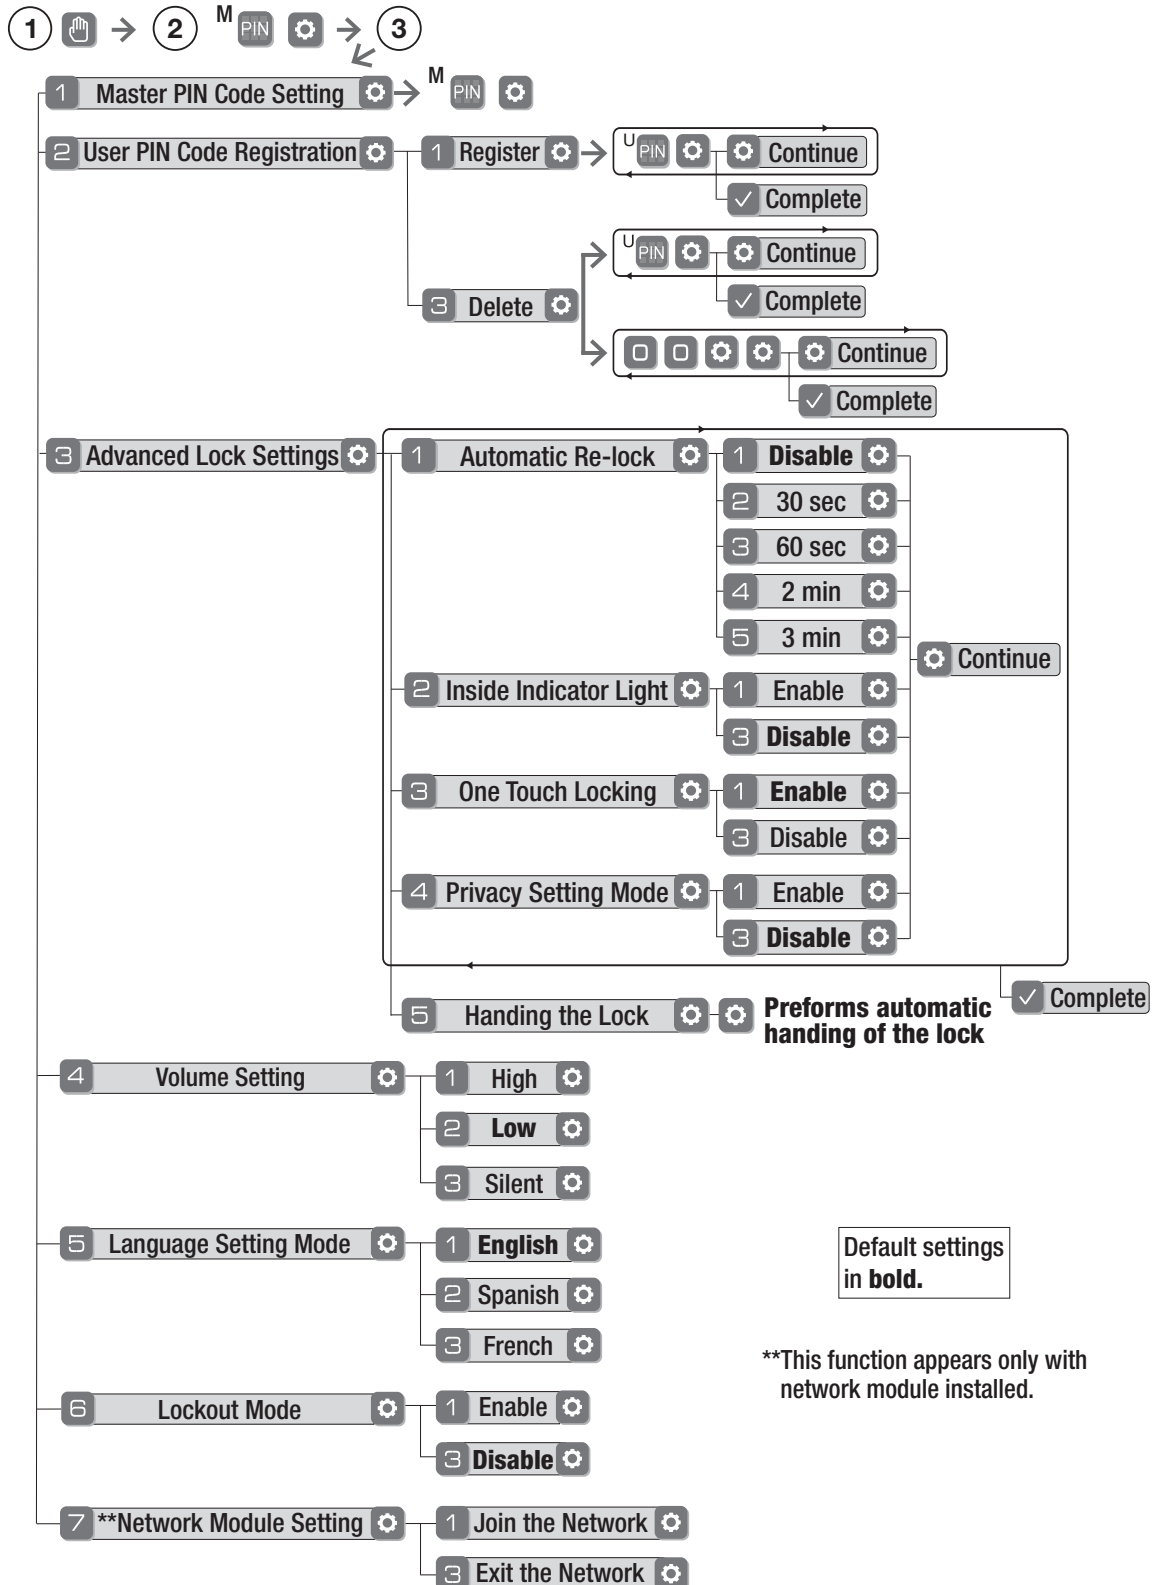 1 2 M PIN 3
1 Master PIN Code Setting M PIN
2 User PIN Code Registration 1 Register U PIN Continue
Complete
U PIN Continue
3 Delete Complete
0 0 Continue
Complete
3 Advanced Lock Settings 1 Automatic Re-lock 1 Disable
2 30 sec
3 60 sec
4 2 min
5 3 min
Continue
2 Inside Indicator Light 1 Enable
3 Disable
3 One Touch Locking 1 Enable
3 Disable
4 Privacy Setting Mode 1 Enable
3 Disable
Complete
5 Handing the Lock Preforms automatic
handing of the lock
4 Volume Setting 1 High
2 Low
3 Silent
5 Language Setting Mode 1 English
2 Spanish
3 French
Default settings
in bold.
**This function appears only with
network module installed.
6 Lockout Mode 1 Enable
3 Disable
7 **Network Module Setting 1 Join the Network
3 Exit the Network